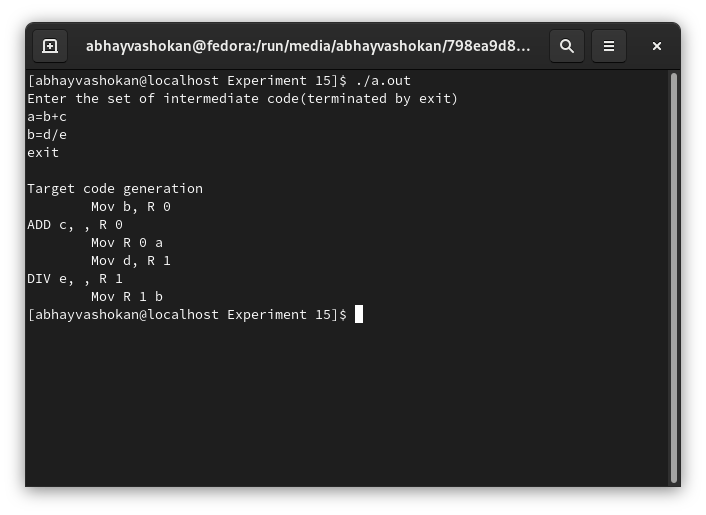 abhayvashokan@fedora:/run/media/abhayvashokan/798ea9d8...
[abhayvashokan@localhost Experiment 15]$ ./a.out
Enter the set of intermediate code(terminated by exit)
a=b+c
b=d/e
exit
Target code generation
        Mov b, R 0
ADD c, , R 0
        Mov R 0 a
        Mov d, R 1
DIV e, , R 1
        Mov R 1 b
[abhayvashokan@localhost Experiment 15]$